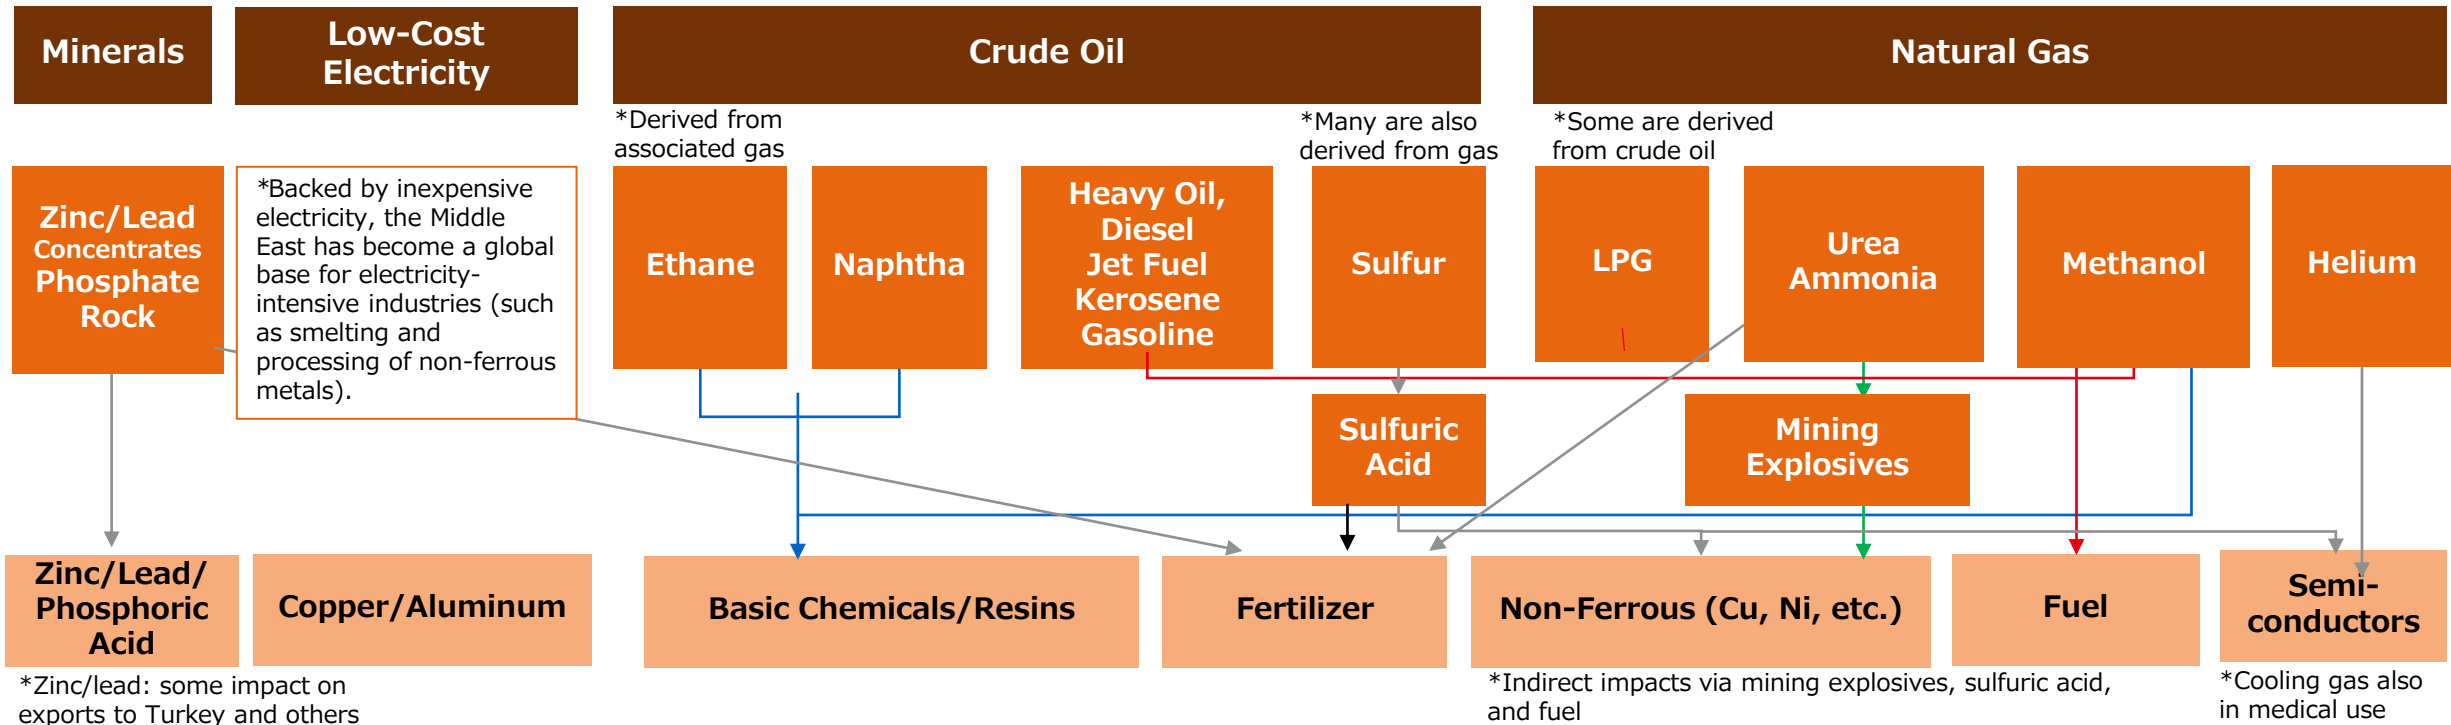 Minerals
Low-Cost
Electricity
Crude Oil
Natural Gas
*Derived from
associated gas
*Many are also
derived from gas
*Some are derived
from crude oil
Zinc/Lead
Concentrates
Phosphate
Rock
*Backed by inexpensive
electricity, the Middle
East has become a global
base for electricity-
intensive industries (such
as smelting and
processing of non-ferrous
metals).
Ethane
Naphtha
Heavy Oil,
Diesel
Jet Fuel
Kerosene
Gasoline
Sulfur
LPG
Urea
Ammonia
Methanol
Helium
Sulfuric
Acid
Mining
Explosives
Zinc/Lead/
Phosphoric
Acid
Copper/Aluminum
Basic Chemicals/Resins
Fertilizer
Non-Ferrous (Cu, Ni, etc.)
Fuel
Semi-
conductors
*Zinc/lead: some impact on
exports to Turkey and others
*Indirect impacts via mining explosives, sulfuric acid,
and fuel
*Cooling gas also
in medical use